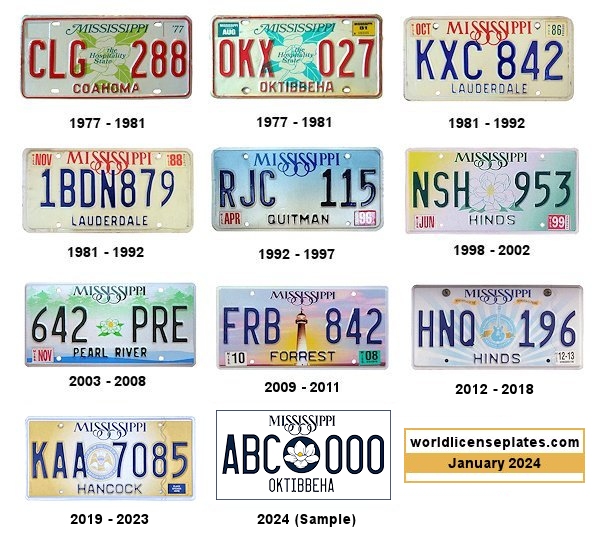 MISSISSIPPI
77
CLG 288
the
Hospitality
State
COAHOMA
1977 - 1981
MISSISSIPPI
AUG 81
OKX 027
the
Hospitality
State
OKTIBBEHA
1977 - 1981
OCT MISSISSIPPI 86
KXC 842
LAUDERDALE
1981 - 1992
NOV MISSISSIPPI 88
1BDN879
LAUDERDALE
1981 - 1992
MISSISSIPPI
RJC 115
APR QUITMAN 96
1992 - 1997
MISSISSIPPI
NSH 953
JUN HINDS 99
1998 - 2002
MISSISSIPPI
642 PRE
NOV PEARL RIVER
2003 - 2008
MISSISSIPPI
FRB 842
10 FORREST 08
2009 - 2011
MISSISSIPPI
HNQ 196
HINDS 12-13
2012 - 2018
MISSISSIPPI
KAA 7085
HANCOCK
2019 - 2023
MISSISSIPPI
ABC 000
OKTIBBEHA
2024 (Sample)
worldlicenseplates.com
January 2024